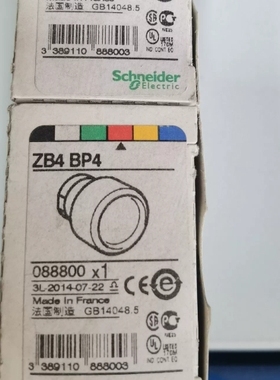 法国制造 GB14048.5
3 389110 888003
Schneider
Electric
ZB4 BP4
088800 x1
3L-2014-07-22
Made In France
法国制造 GB14048.5
3 389110 888003